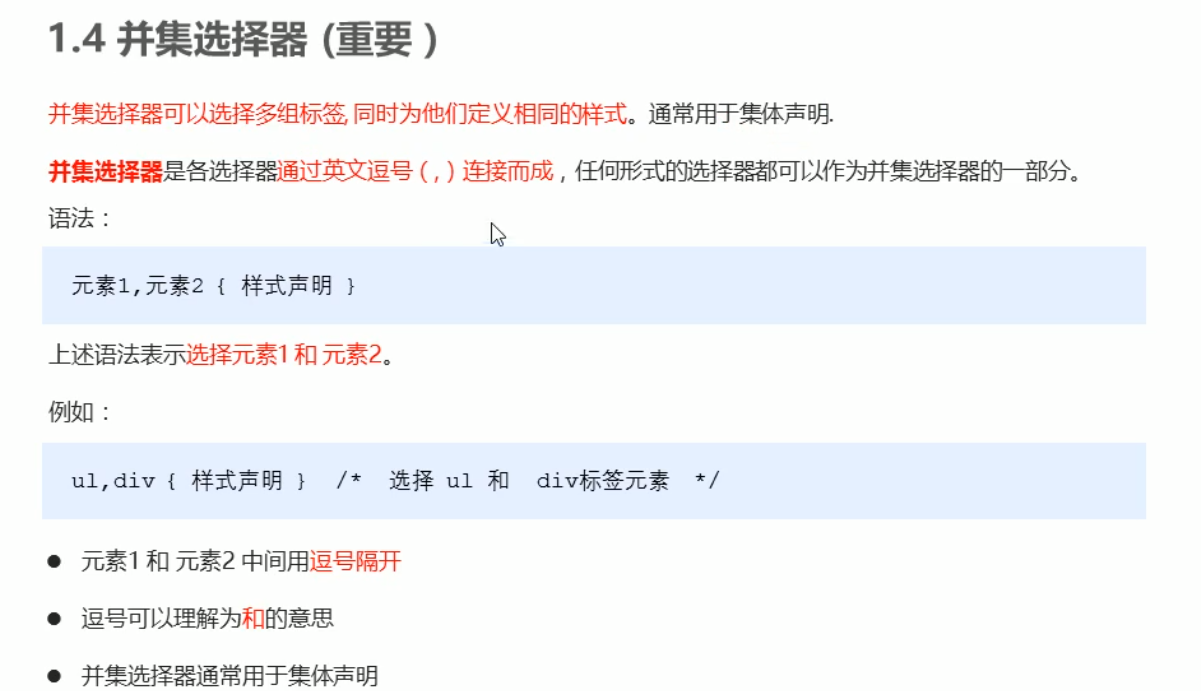 1.4 并集选择器 (重要 )
并集选择器可以选择多组标签, 同时为他们定义相同的样式。通常用于集体声明.
并集选择器是各选择器通过英文逗号 ( , ) 连接而成 , 任何形式的选择器都可以作为并集选择器的一部分。
语法 :
元素1,元素2 { 样式声明 }
上述语法表示选择元素1 和 元素2。
例如 :
ul,div { 样式声明 } /* 选择 ul 和 div标签元素 */
● 元素1 和 元素2 中间用逗号隔开
● 逗号可以理解为和的意思
● 并集选择器通常用于集体声明